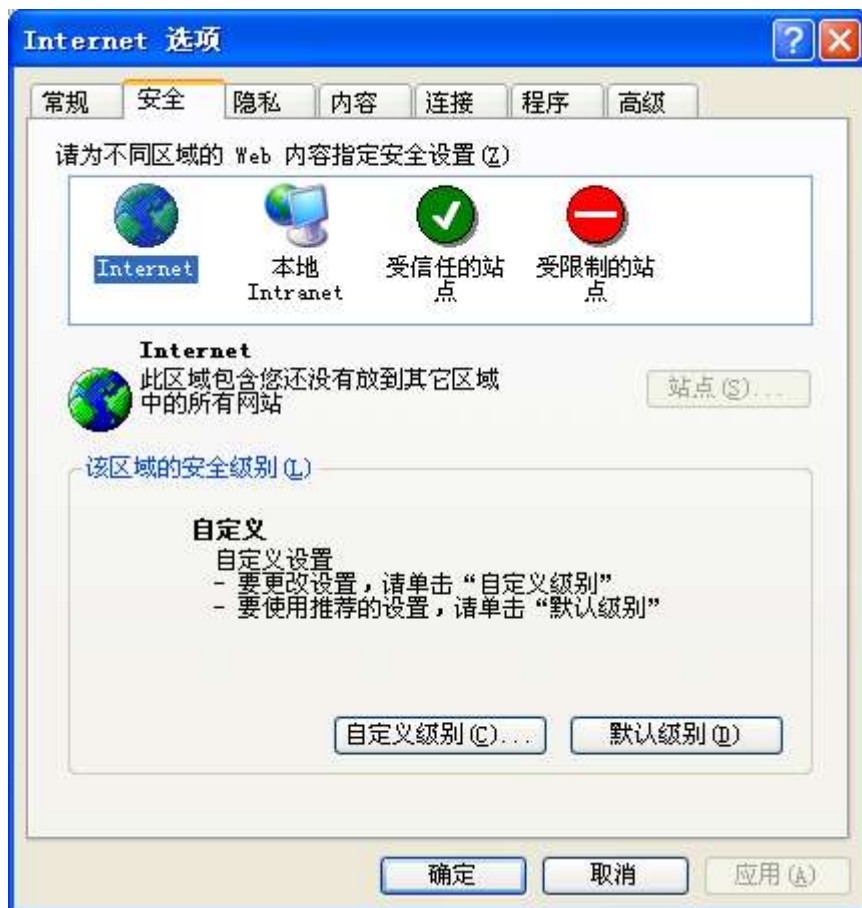 Internet 选项
常规 安全 隐私 内容 连接 程序 高级
请为不同区域的 Web 内容指定安全设置(Z)
Internet 本地 Intranet 受信任的站点 受限制的站点
Internet
此区域包含您还没有放到其它区域
中的所有网站
站点(S)...
该区域的安全级别(L)
自定义
自定义设置
- 要更改设置，请单击“自定义级别”
- 要使用推荐的设置，请单击“默认级别”
自定义级别(C)... 默认级别(D)
确定 取消 应用(A)